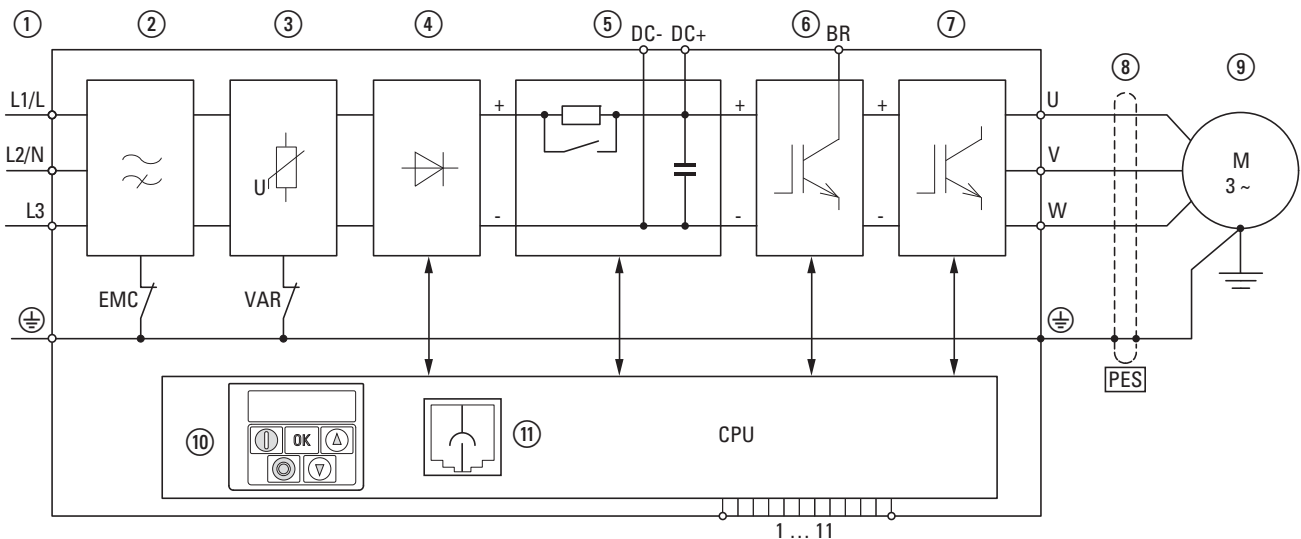 ① ② ③ ④ ⑤ DC- DC+ ⑥ BR ⑦ ⑧ ⑨
L1/L + + + U
L2/N U V M
3 ~
L3 - - - W
EMC VAR
PES
⑩ OK ⑪ CPU
1 ... 11